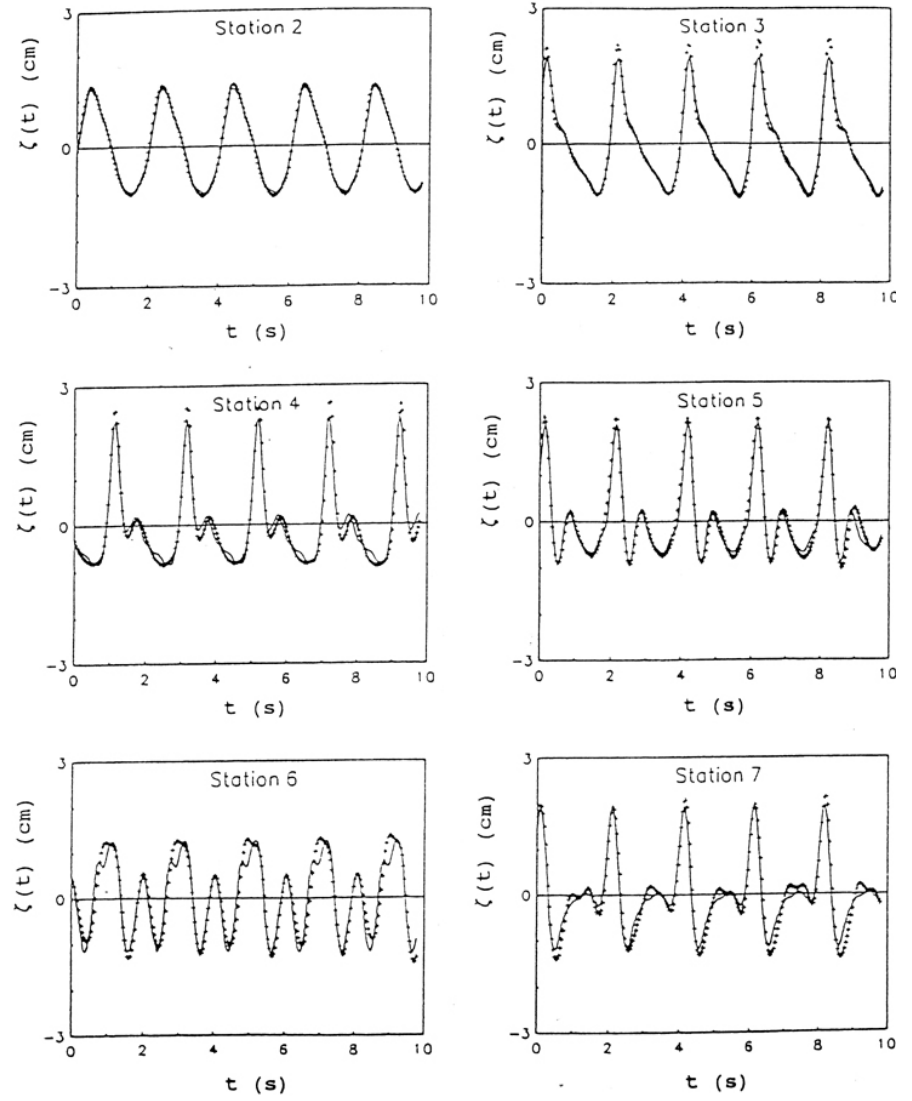 Station 2
3
0
-3
ζ(t) (cm)
0 2 4 6 8 10
t (s)
Station 3
3
0
-3
ζ(t) (cm)
0 2 4 6 8 10
t (s)
Station 4
3
0
-3
ζ(t) (cm)
0 2 4 6 8 10
t (s)
Station 5
3
0
-3
ζ(t) (cm)
0 2 4 6 8 10
t (s)
Station 6
3
0
-3
ζ(t) (cm)
0 2 4 6 8 10
t (s)
Station 7
3
0
-3
ζ(t) (cm)
0 2 4 6 8 10
t (s)